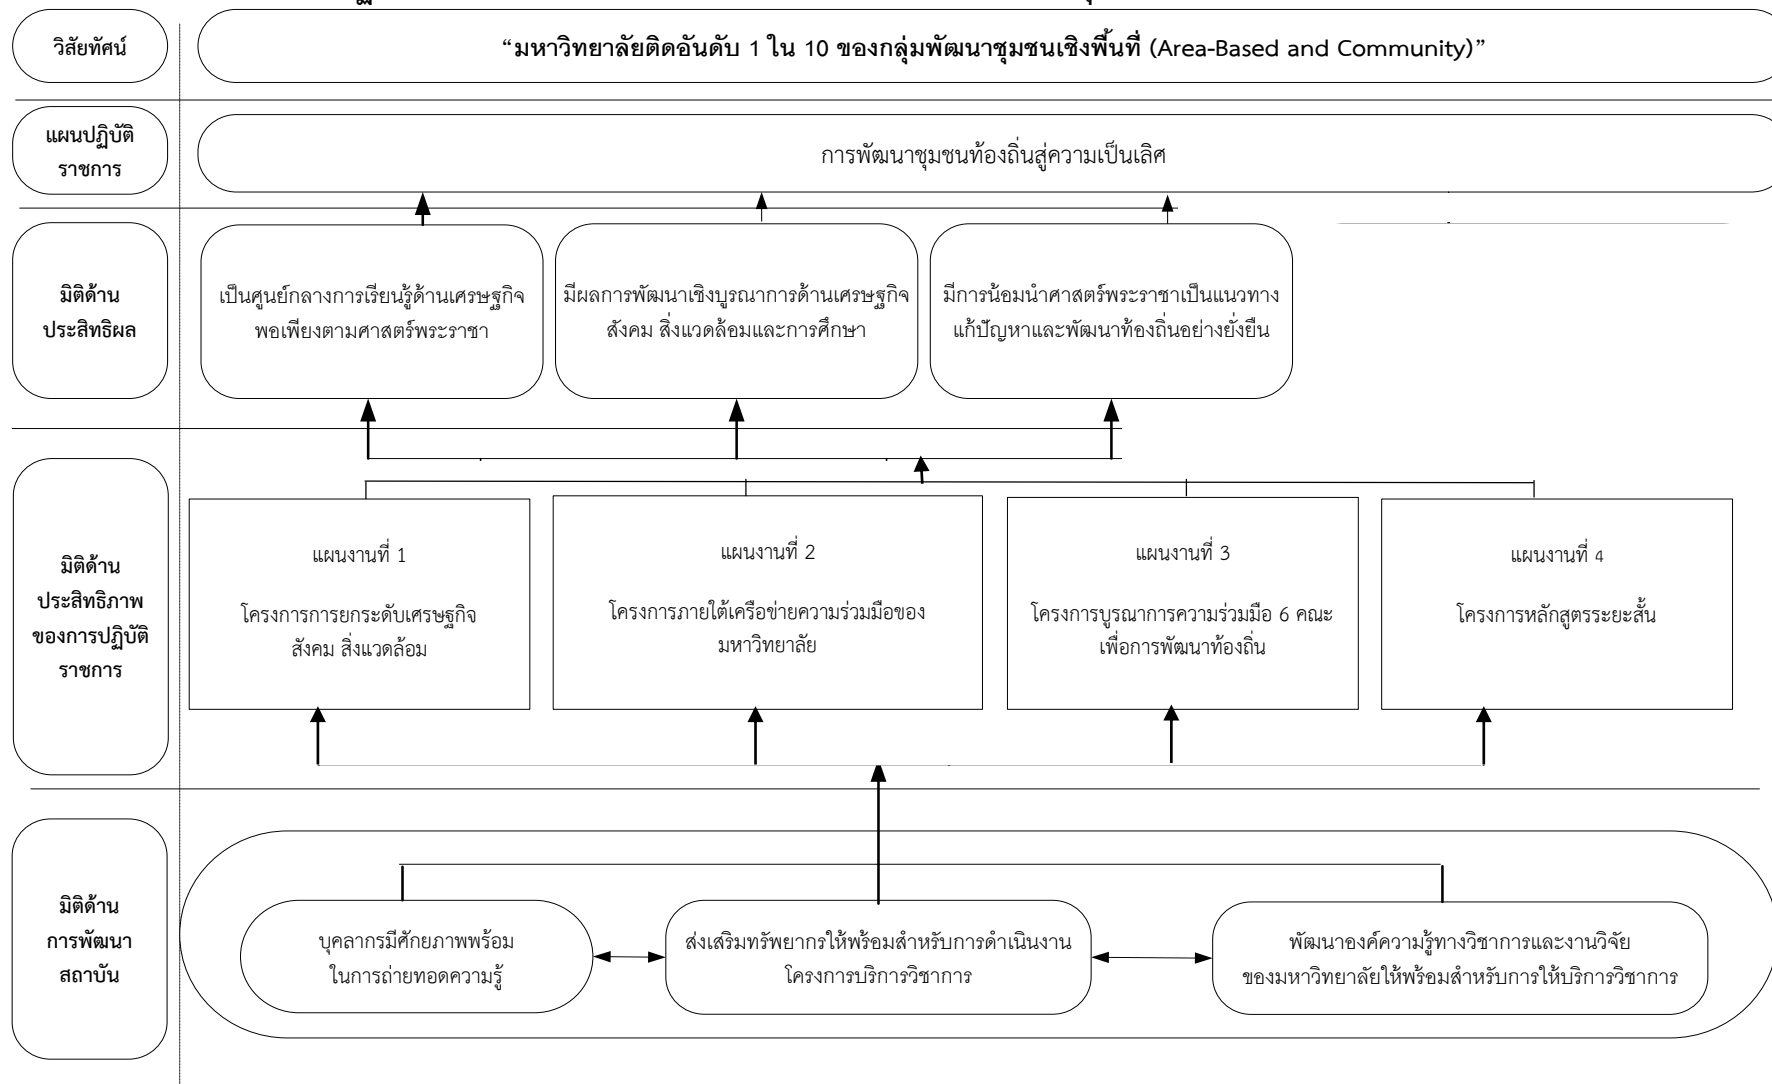 วิสัยทัศน์
“มหาวิทยาลัยติดอันดับ 1 ใน 10 ของกลุ่มพัฒนาชุมชนเชิงพื้นที่ (Area-Based and Community)”
แผนปฏิบัติ
ราชการ
การพัฒนาชุมชนท้องถิ่นสู่ความเป็นเลิศ
มิติด้าน
ประสิทธิผล
เป็นศูนย์กลางการเรียนรู้ด้านเศรษฐกิจ
พอเพียงตามศาสตร์พระราชา
มีผลการพัฒนาเชิงบูรณาการด้านเศรษฐกิจ
สังคม สิ่งแวดล้อมและการศึกษา
มีการน้อมนำศาสตร์พระราชาเป็นแนวทาง
แก้ปัญหาและพัฒนาท้องถิ่นอย่างยั่งยืน
มิติด้าน
ประสิทธิภาพ
ของการปฏิบัติ
ราชการ
แผนงานที่ 1
โครงการการยกระดับเศรษฐกิจ
สังคม สิ่งแวดล้อม
แผนงานที่ 2
โครงการภายใต้เครือข่ายความร่วมมือของ
มหาวิทยาลัย
แผนงานที่ 3
โครงการบูรณาการความร่วมมือ 6 คณะ
เพื่อการพัฒนาท้องถิ่น
แผนงานที่ 4
โครงการหลักสูตรระยะสั้น
มิติด้าน
การพัฒนา
สถาบัน
บุคลากรมีศักยภาพพร้อม
ในการถ่ายทอดความรู้
ส่งเสริมทรัพยากรให้พร้อมสำหรับการดำเนินงาน
โครงการบริการวิชาการ
พัฒนาองค์ความรู้ทางวิชาการและงานวิจัย
ของมหาวิทยาลัยให้พร้อมสำหรับการให้บริการวิชาการ